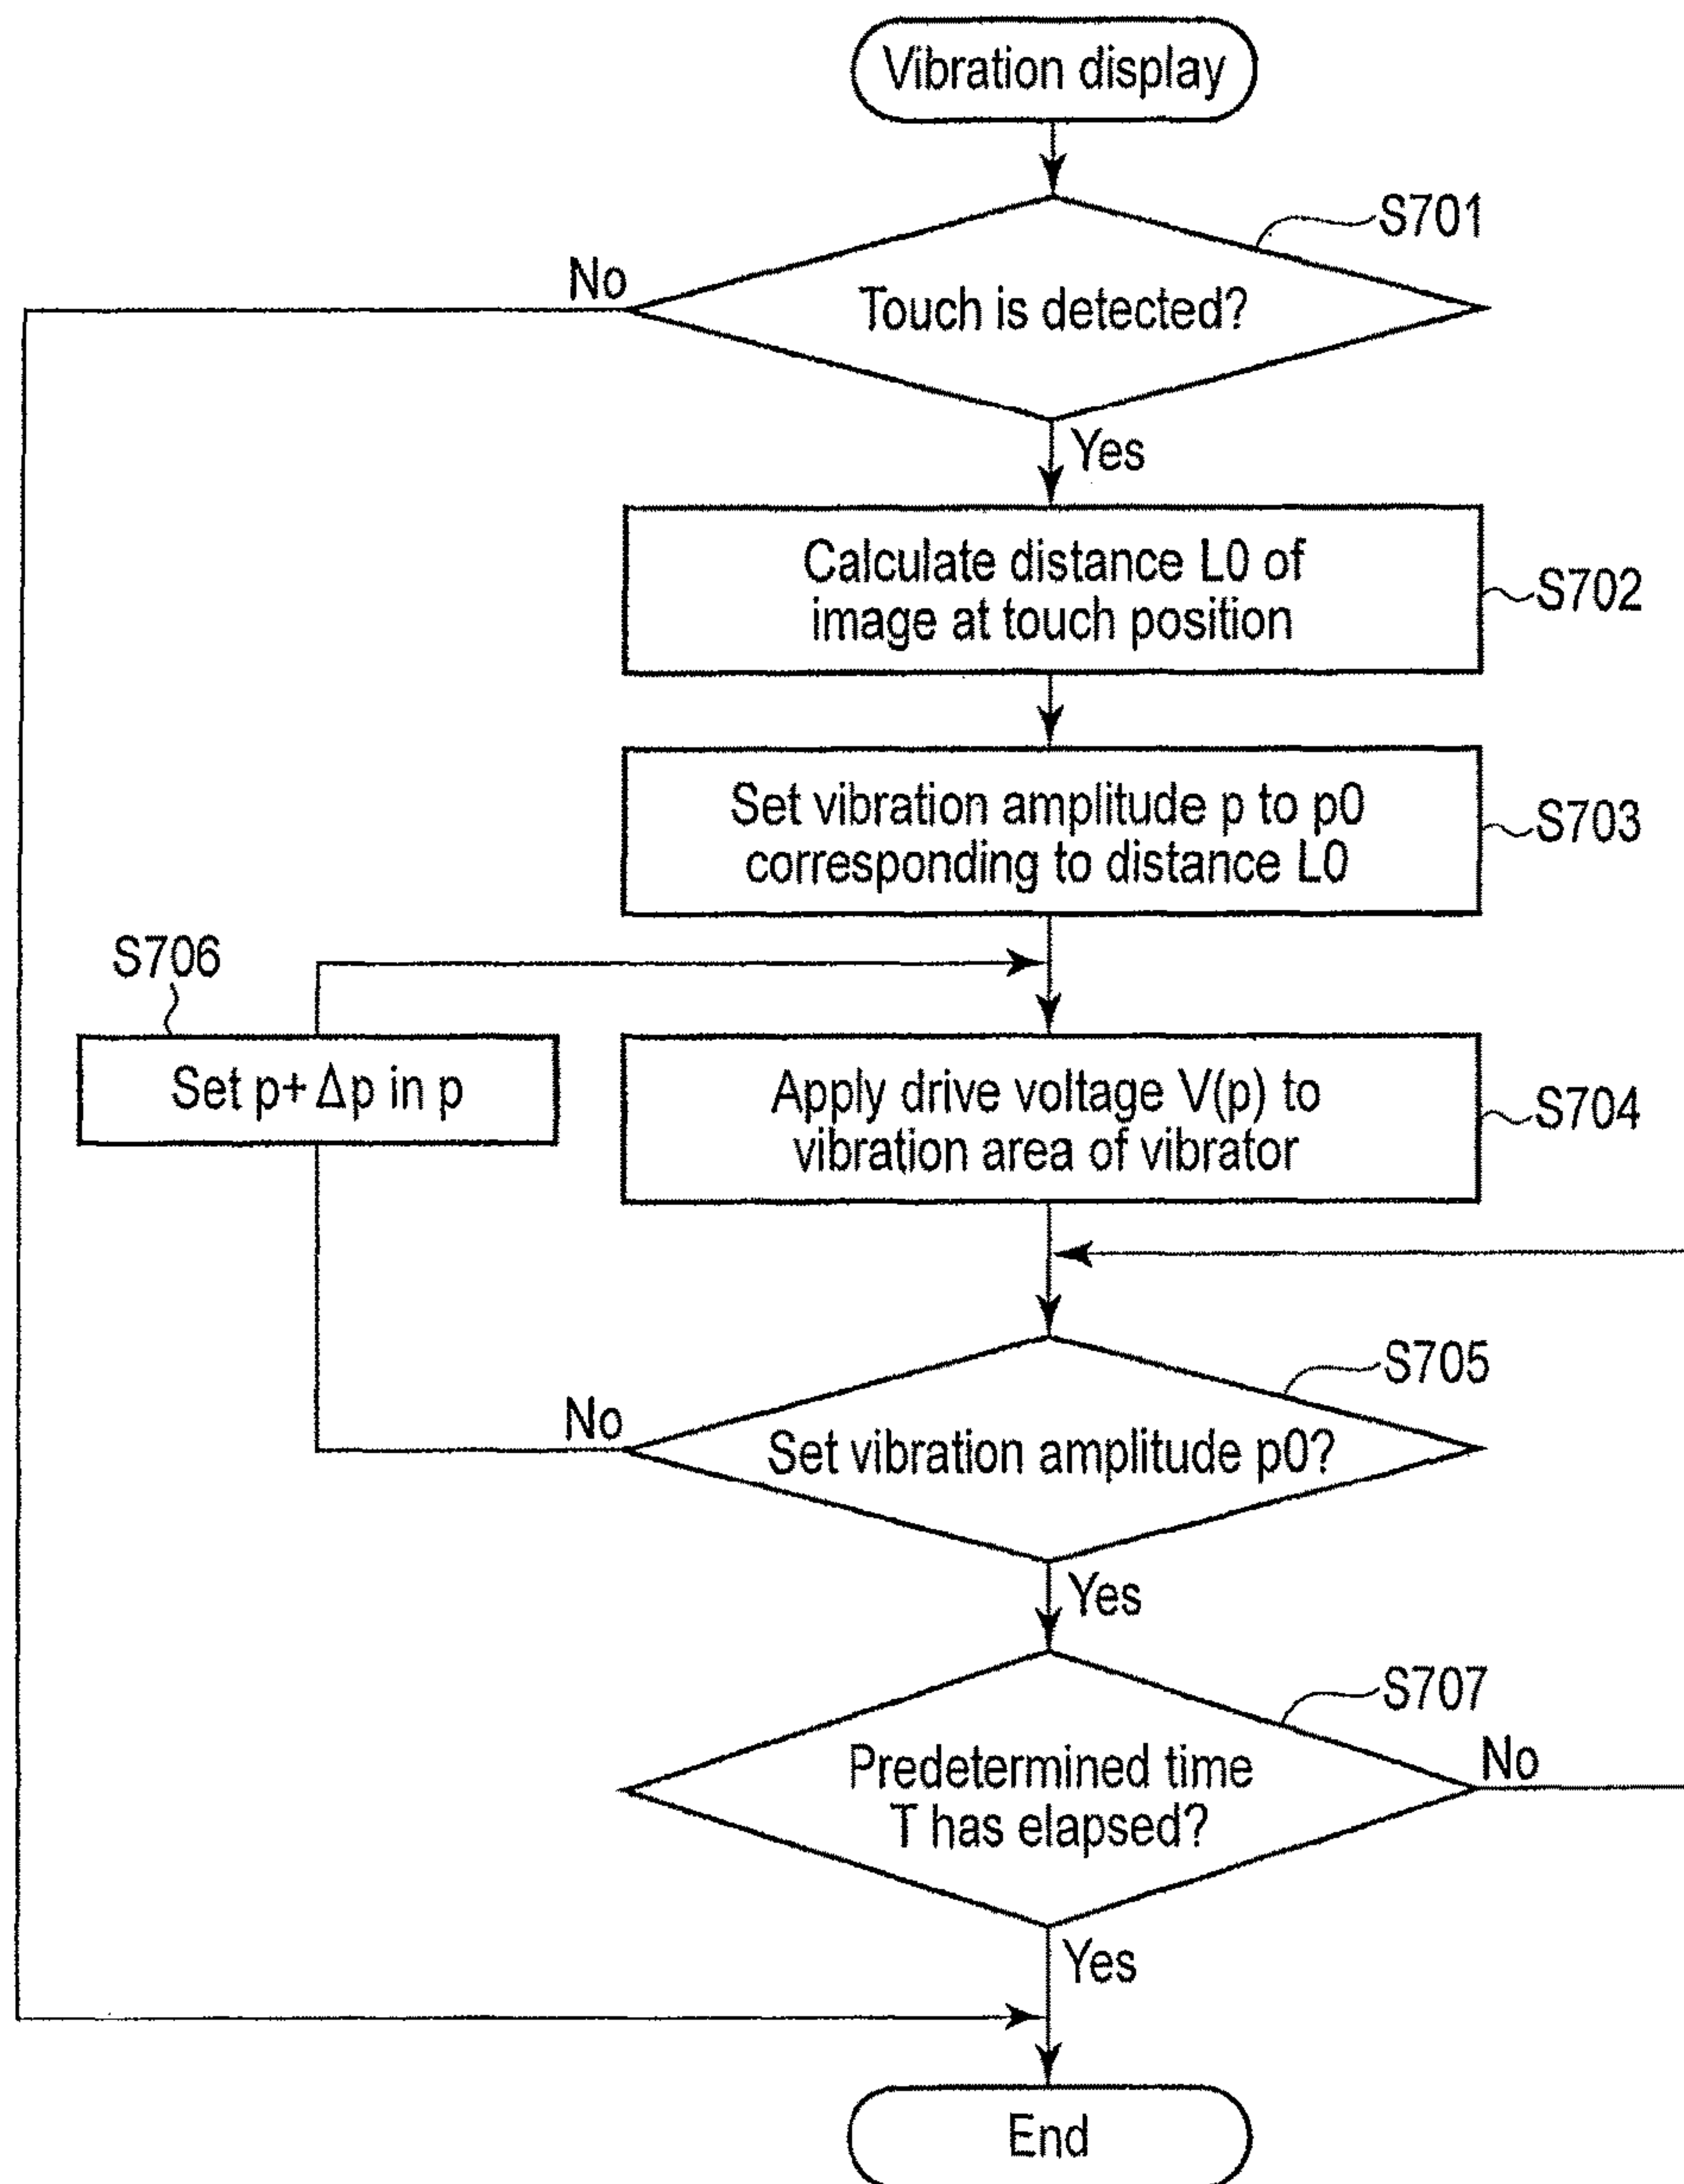 Vibration display
S701
No
Touch is detected?
Yes
Calculate distance L0 of
image at touch position
S702
Set vibration amplitude p to p0
corresponding to distance L0
S703
S706
Set p+ Δp in p
Apply drive voltage V(p) to
vibration area of vibrator
S704
S705
No
Set vibration amplitude p0?
Yes
S707
Predetermined time
T has elapsed?
No
Yes
End